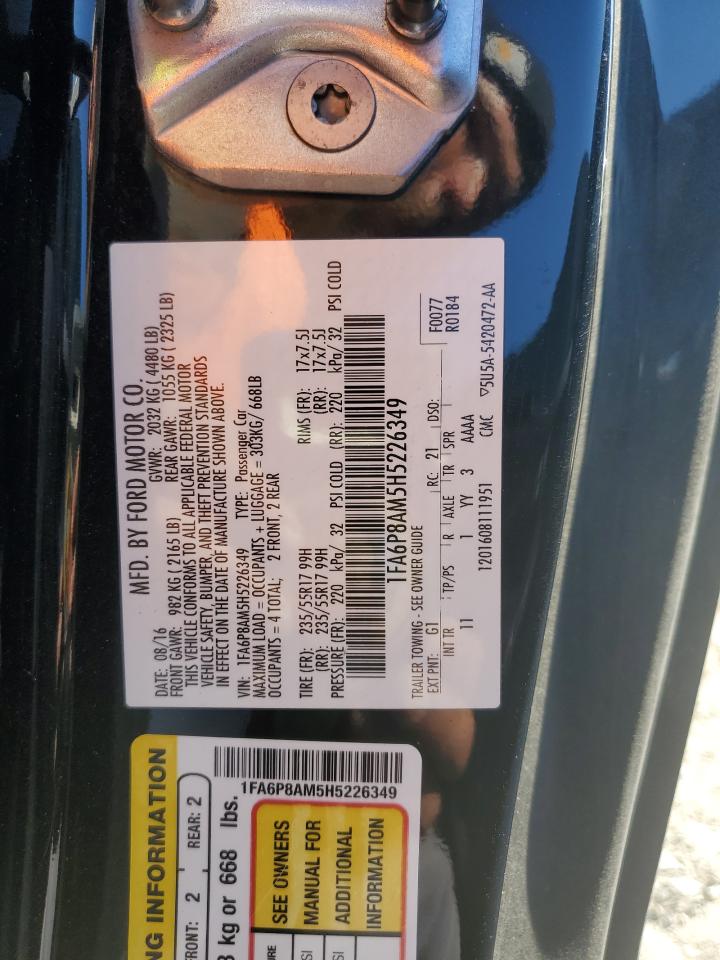 MFD. BY FORD MOTOR CO.
DATE: 08/16 GVWR: 2032 KG ( 4480 LB)
FRONT GAWR: 982 KG ( 2165 LB) REAR GAWR: 1055 KG ( 2325 LB)
THIS VEHICLE CONFORMS TO ALL APPLICABLE FEDERAL MOTOR
VEHICLE SAFETY, BUMPER, AND THEFT PREVENTION STANDARDS
IN EFFECT ON THE DATE OF MANUFACTURE SHOWN ABOVE.
VIN: 1FA6P8AM5H5226349 TYPE: Passenger Car
MAXIMUM LOAD = OCCUPANTS + LUGGAGE = 303KG/ 668LB
OCCUPANTS = 4 TOTAL; 2 FRONT, 2 REAR
TIRE (FR): 235/55R17 99H RIMS (FR): 17x7.5J
(RR): 235/55R17 99H (RR): 17x7.5J
PRESSURE (FR): 220 kPa/ 32 PSI COLD (RR): 220 kPa/ 32 PSI COLD
1FA6P8AM5H5226349
TRAILER TOWING - SEE OWNER GUIDE
EXT PNT: G1 RC: 21 DSO: F0077
INT TR TP/PS R AXLE TR SPR R0184
11 1 YY 3 AAAA
1201608111951 CMC ▽5U5A-5420472-AA
NG INFORMATION
FRONT: 2 REAR: 2
3 kg or 668 lbs.
1FA6P8AM5H5226349
SEE OWNERS
MANUAL FOR
ADDITIONAL
INFORMATION